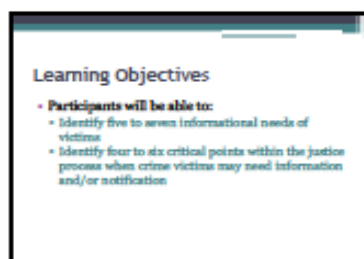 Learning Objectives
▪ Participants will be able to:
▪ Identify five to seven informational needs of
victims
▪ Identify four to six critical points within the justice
process when crime victims may need information
and/or notification